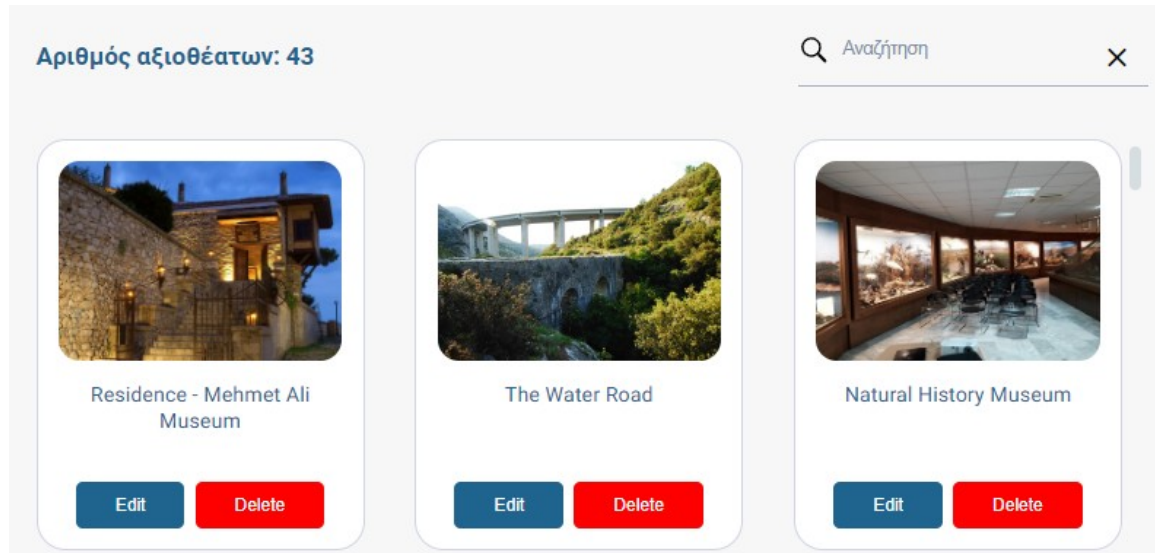 Αριθμός αξιοθέατων: 43
Αναζήτηση
Residence - Mehmet Ali
Museum
The Water Road
Natural History Museum
Edit Delete Edit Delete Edit Delete